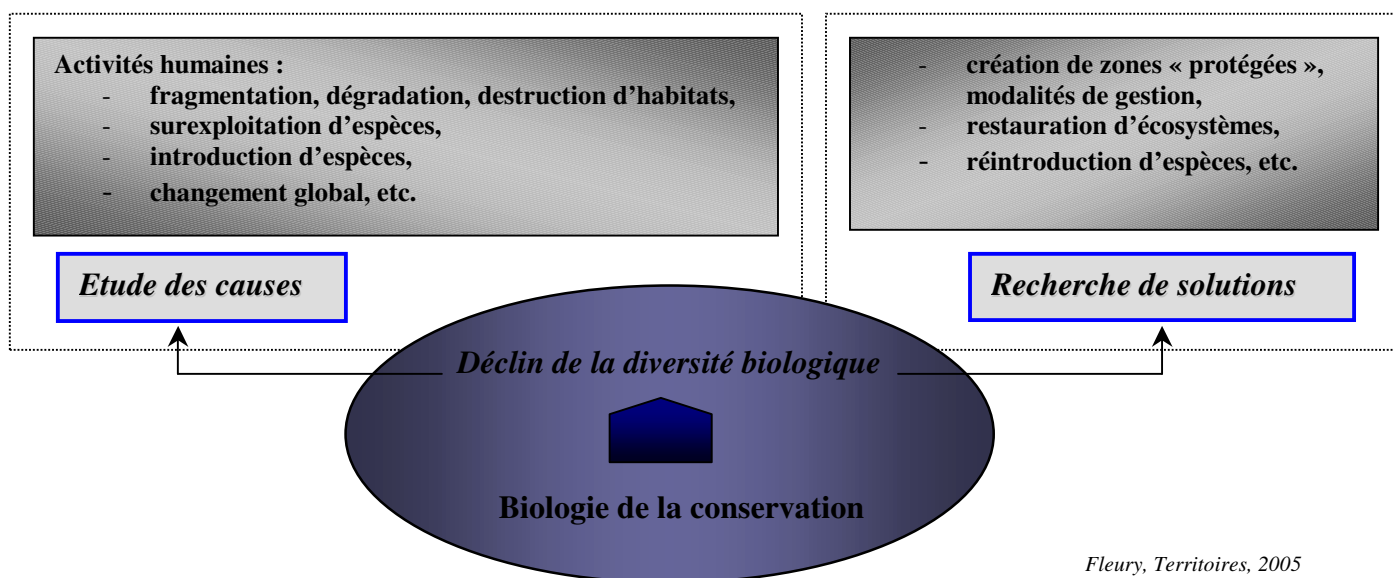 Activités humaines :
- fragmentation, dégradation, destruction d’habitats,
- surexploitation d’espèces,
- introduction d’espèces,
- changement global, etc.
Etude des causes
- création de zones « protégées »,
modalités de gestion,
- restauration d’écosystèmes,
- réintroduction d’espèces, etc.
Recherche de solutions
Déclin de la diversité biologique
Biologie de la conservation
Fleury, Territoires, 2005